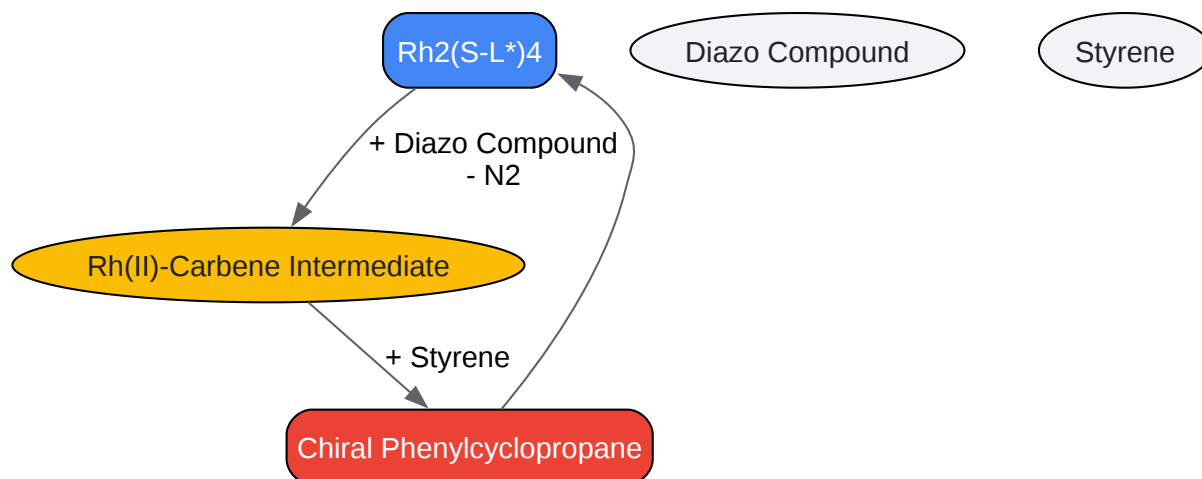 Rh2(S-L*)4
Diazo Compound
Styrene
+ Diazo Compound
- N2
Rh(II)-Carbene Intermediate
+ Styrene
Chiral Phenylcyclopropane